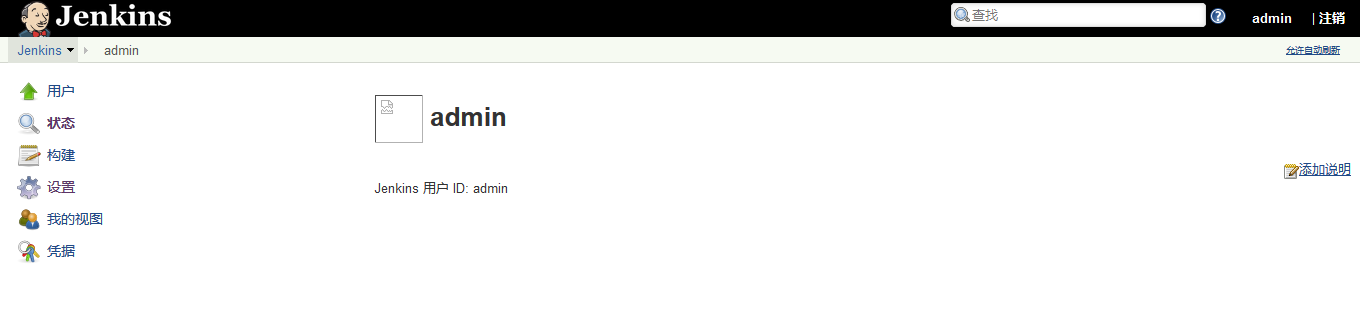 Jenkins
查找
admin | 注销
Jenkins admin
允许自动刷新
用户
状态
构建
设置
我的视图
凭据
admin
添加说明
Jenkins 用户 ID: admin